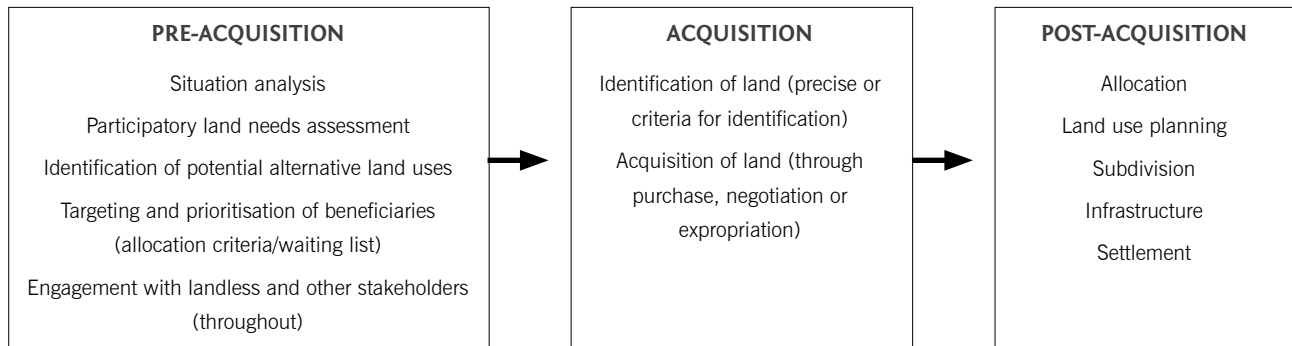 PRE-ACQUISITION
Situation analysis
Participatory land needs assessment
Identification of potential alternative land uses
Targeting and prioritisation of beneficiaries
(allocation criteria/waiting list)
Engagement with landless and other stakeholders
(throughout)
ACQUISITION
Identification of land (precise or
criteria for identification)
Acquisition of land (through
purchase, negotiation or
expropriation)
POST-ACQUISITION
Allocation
Land use planning
Subdivision
Infrastructure
Settlement